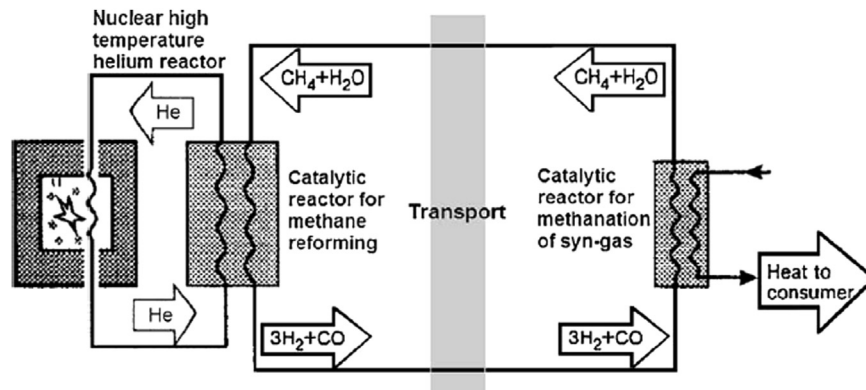 Nuclear high
temperature
helium reactor
He
CH₄+H₂O
CH₄+H₂O
Catalytic
reactor for
methane
reforming
Transport
Catalytic
reactor for
methanation
of syn-gas
Heat to
consumer
He
3H₂+CO
3H₂+CO